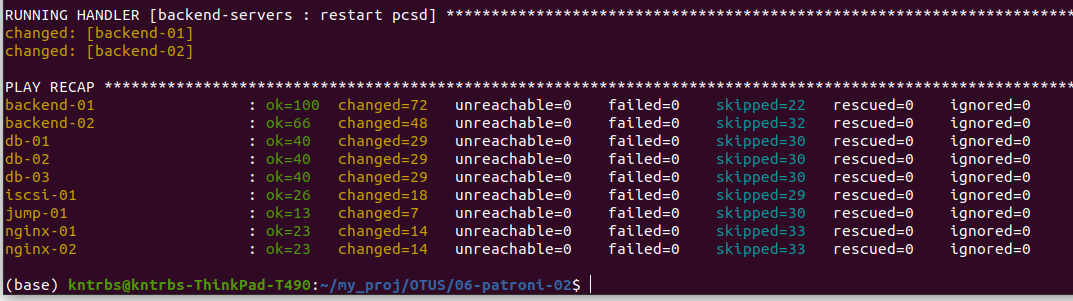 RUNNING HANDLER [backend-servers : restart pcsd] **********************************************************************
changed: [backend-01]
changed: [backend-02]
PLAY RECAP ************************************************************************************************************
backend-01 : ok=100 changed=72 unreachable=0 failed=0 skipped=22 rescued=0 ignored=0
backend-02 : ok=66 changed=48 unreachable=0 failed=0 skipped=32 rescued=0 ignored=0
db-01 : ok=40 changed=29 unreachable=0 failed=0 skipped=30 rescued=0 ignored=0
db-02 : ok=40 changed=29 unreachable=0 failed=0 skipped=30 rescued=0 ignored=0
db-03 : ok=40 changed=29 unreachable=0 failed=0 skipped=30 rescued=0 ignored=0
iscsi-01 : ok=26 changed=18 unreachable=0 failed=0 skipped=29 rescued=0 ignored=0
jump-01 : ok=13 changed=7 unreachable=0 failed=0 skipped=30 rescued=0 ignored=0
nginx-01 : ok=23 changed=14 unreachable=0 failed=0 skipped=33 rescued=0 ignored=0
nginx-02 : ok=23 changed=14 unreachable=0 failed=0 skipped=33 rescued=0 ignored=0
(base) kntrbs@kntrbs-ThinkPad-T490:~/my_proj/OTUS/06-patroni-02$